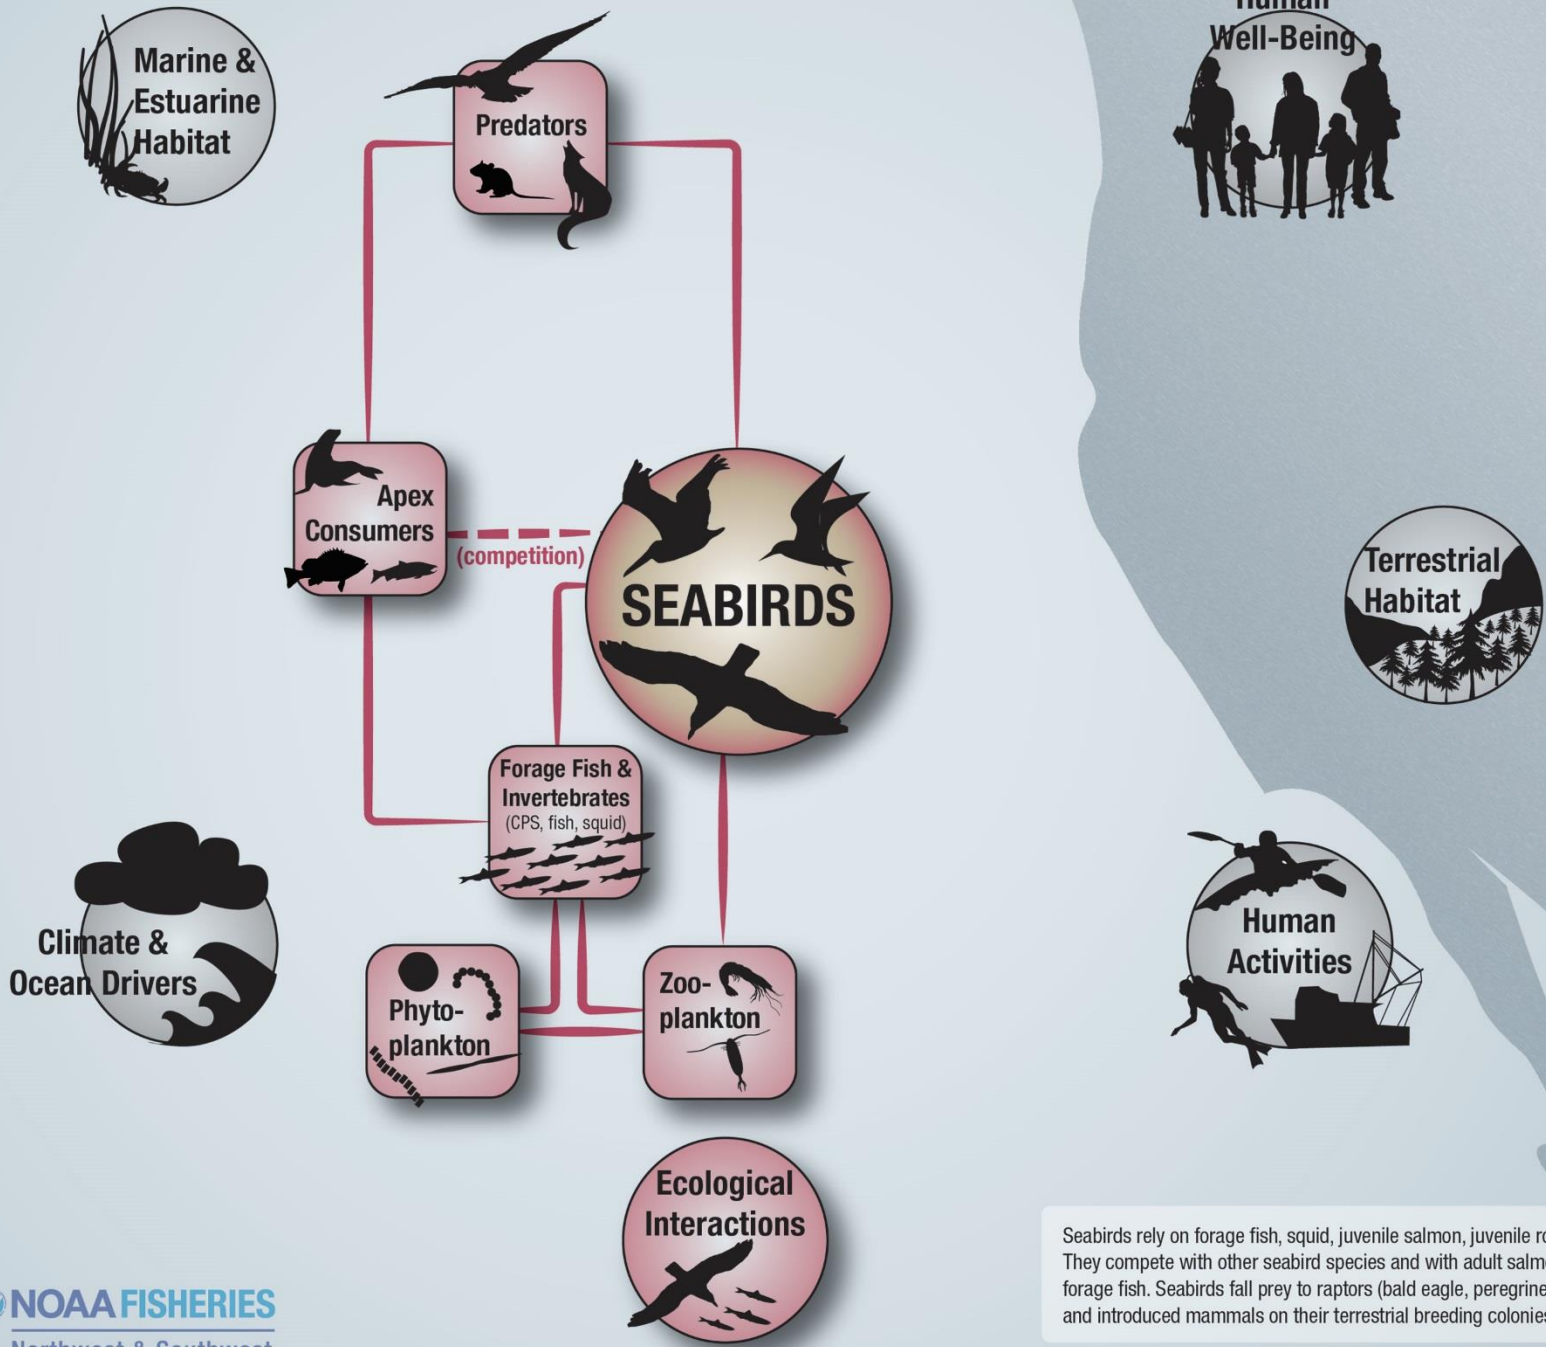 Human
Well-Being
Marine &
Estuarine
Habitat
Predators
Apex
Consumers
(competition)
SEABIRDS
Terrestrial
Habitat
Forage Fish &
Invertebrates
(CPS, fish, squid)
Climate &
Ocean Drivers
Human
Activities
Phyto-
plankton
Zoo-
plankton
Ecological
Interactions
Seabirds rely on forage fish, squid, juvenile salmon, juvenile
They compete with other seabird species and with adult
forage fish. Seabirds fall prey to raptors (bald eagle, peregrine
and introduced mammals on their terrestrial breeding colonies
NOAA FISHERIES
Northwest & Southwest